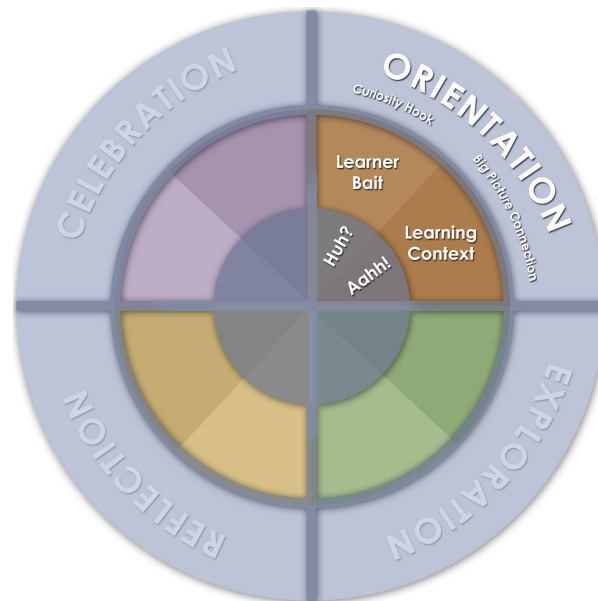 CELEBRATION
ORIENTATION
Curiosity Hook
Big Picture Connection
Learner
Bait
Learning
Context
Huh?
Aahh!
REFLECTION
EXPLORATION